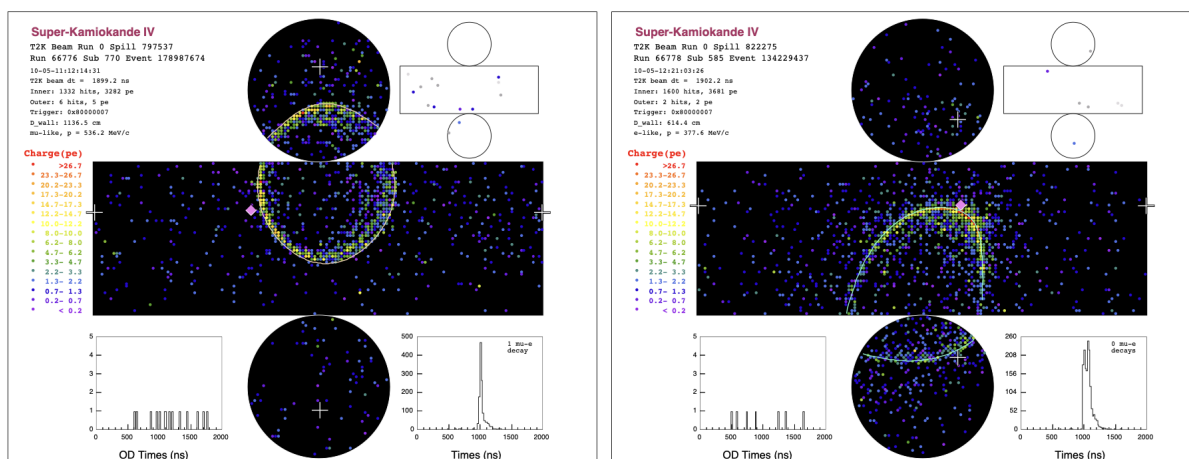 Super-Kamiokande IV
T2K Beam Run 0 Spill 797537
Run 66776 Sub 770 Event 178987674
10-05-11:12:14:31
T2K beam dt = 1899.2 ns
Inner: 1332 hits, 3282 pe
Outer: 6 hits, 5 pe
Trigger: 0x80000007
D_wall: 1136.5 cm
mu-like, p = 536.2 MeV/c
Charge(pe)
>26.7
23.3-26.7
20.2-23.3
17.3-20.2
14.7-17.3
12.2-14.7
10.0-12.2
8.0-10.0
6.2- 8.0
4.7- 6.2
3.3- 4.7
2.2- 3.3
1.3- 2.2
0.7- 1.3
0.2- 0.7
< 0.2
5
4
3
2
1
0
0 500 1000 1500 2000
OD Times (ns)
500
400
300
200
100
0
1 mu-e
decay
0 500 1000 1500 2000
Times (ns)
Super-Kamiokande IV
T2K Beam Run 0 Spill 822275
Run 66778 Sub 585 Event 134229437
10-05-12:21:03:26
T2K beam dt = 1902.2 ns
Inner: 1600 hits, 3681 pe
Outer: 2 hits, 2 pe
Trigger: 0x80000007
D_wall: 614.4 cm
e-like, p = 377.6 MeV/c
Charge(pe)
>26.7
23.3-26.7
20.2-23.3
17.3-20.2
14.7-17.3
12.2-14.7
10.0-12.2
8.0-10.0
6.2- 8.0
4.7- 6.2
3.3- 4.7
2.2- 3.3
1.3- 2.2
0.7- 1.3
0.2- 0.7
< 0.2
5
4
3
2
1
0
0 500 1000 1500 2000
OD Times (ns)
260
208
156
104
52
0
0 mu-e
decays
0 500 1000 1500 2000
Times (ns)